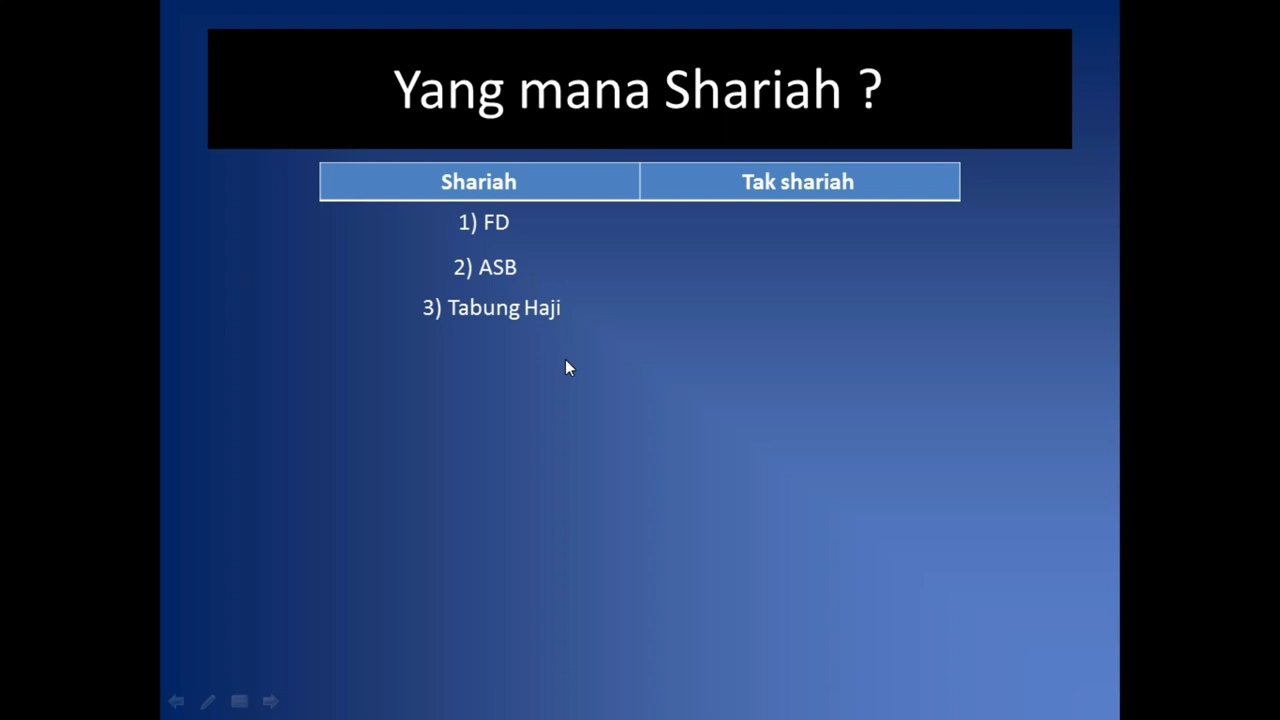 Yang mana Shariah ?
Shariah Tak shariah
1) FD
2) ASB
3) Tabung Haji